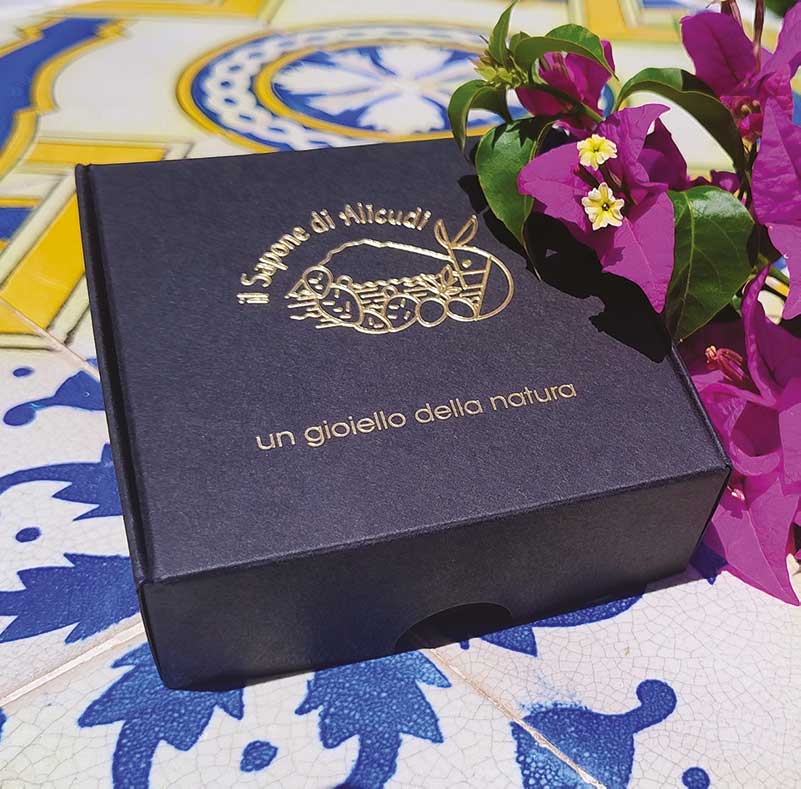 il Sapone di Alicudi
un gioiello della natura